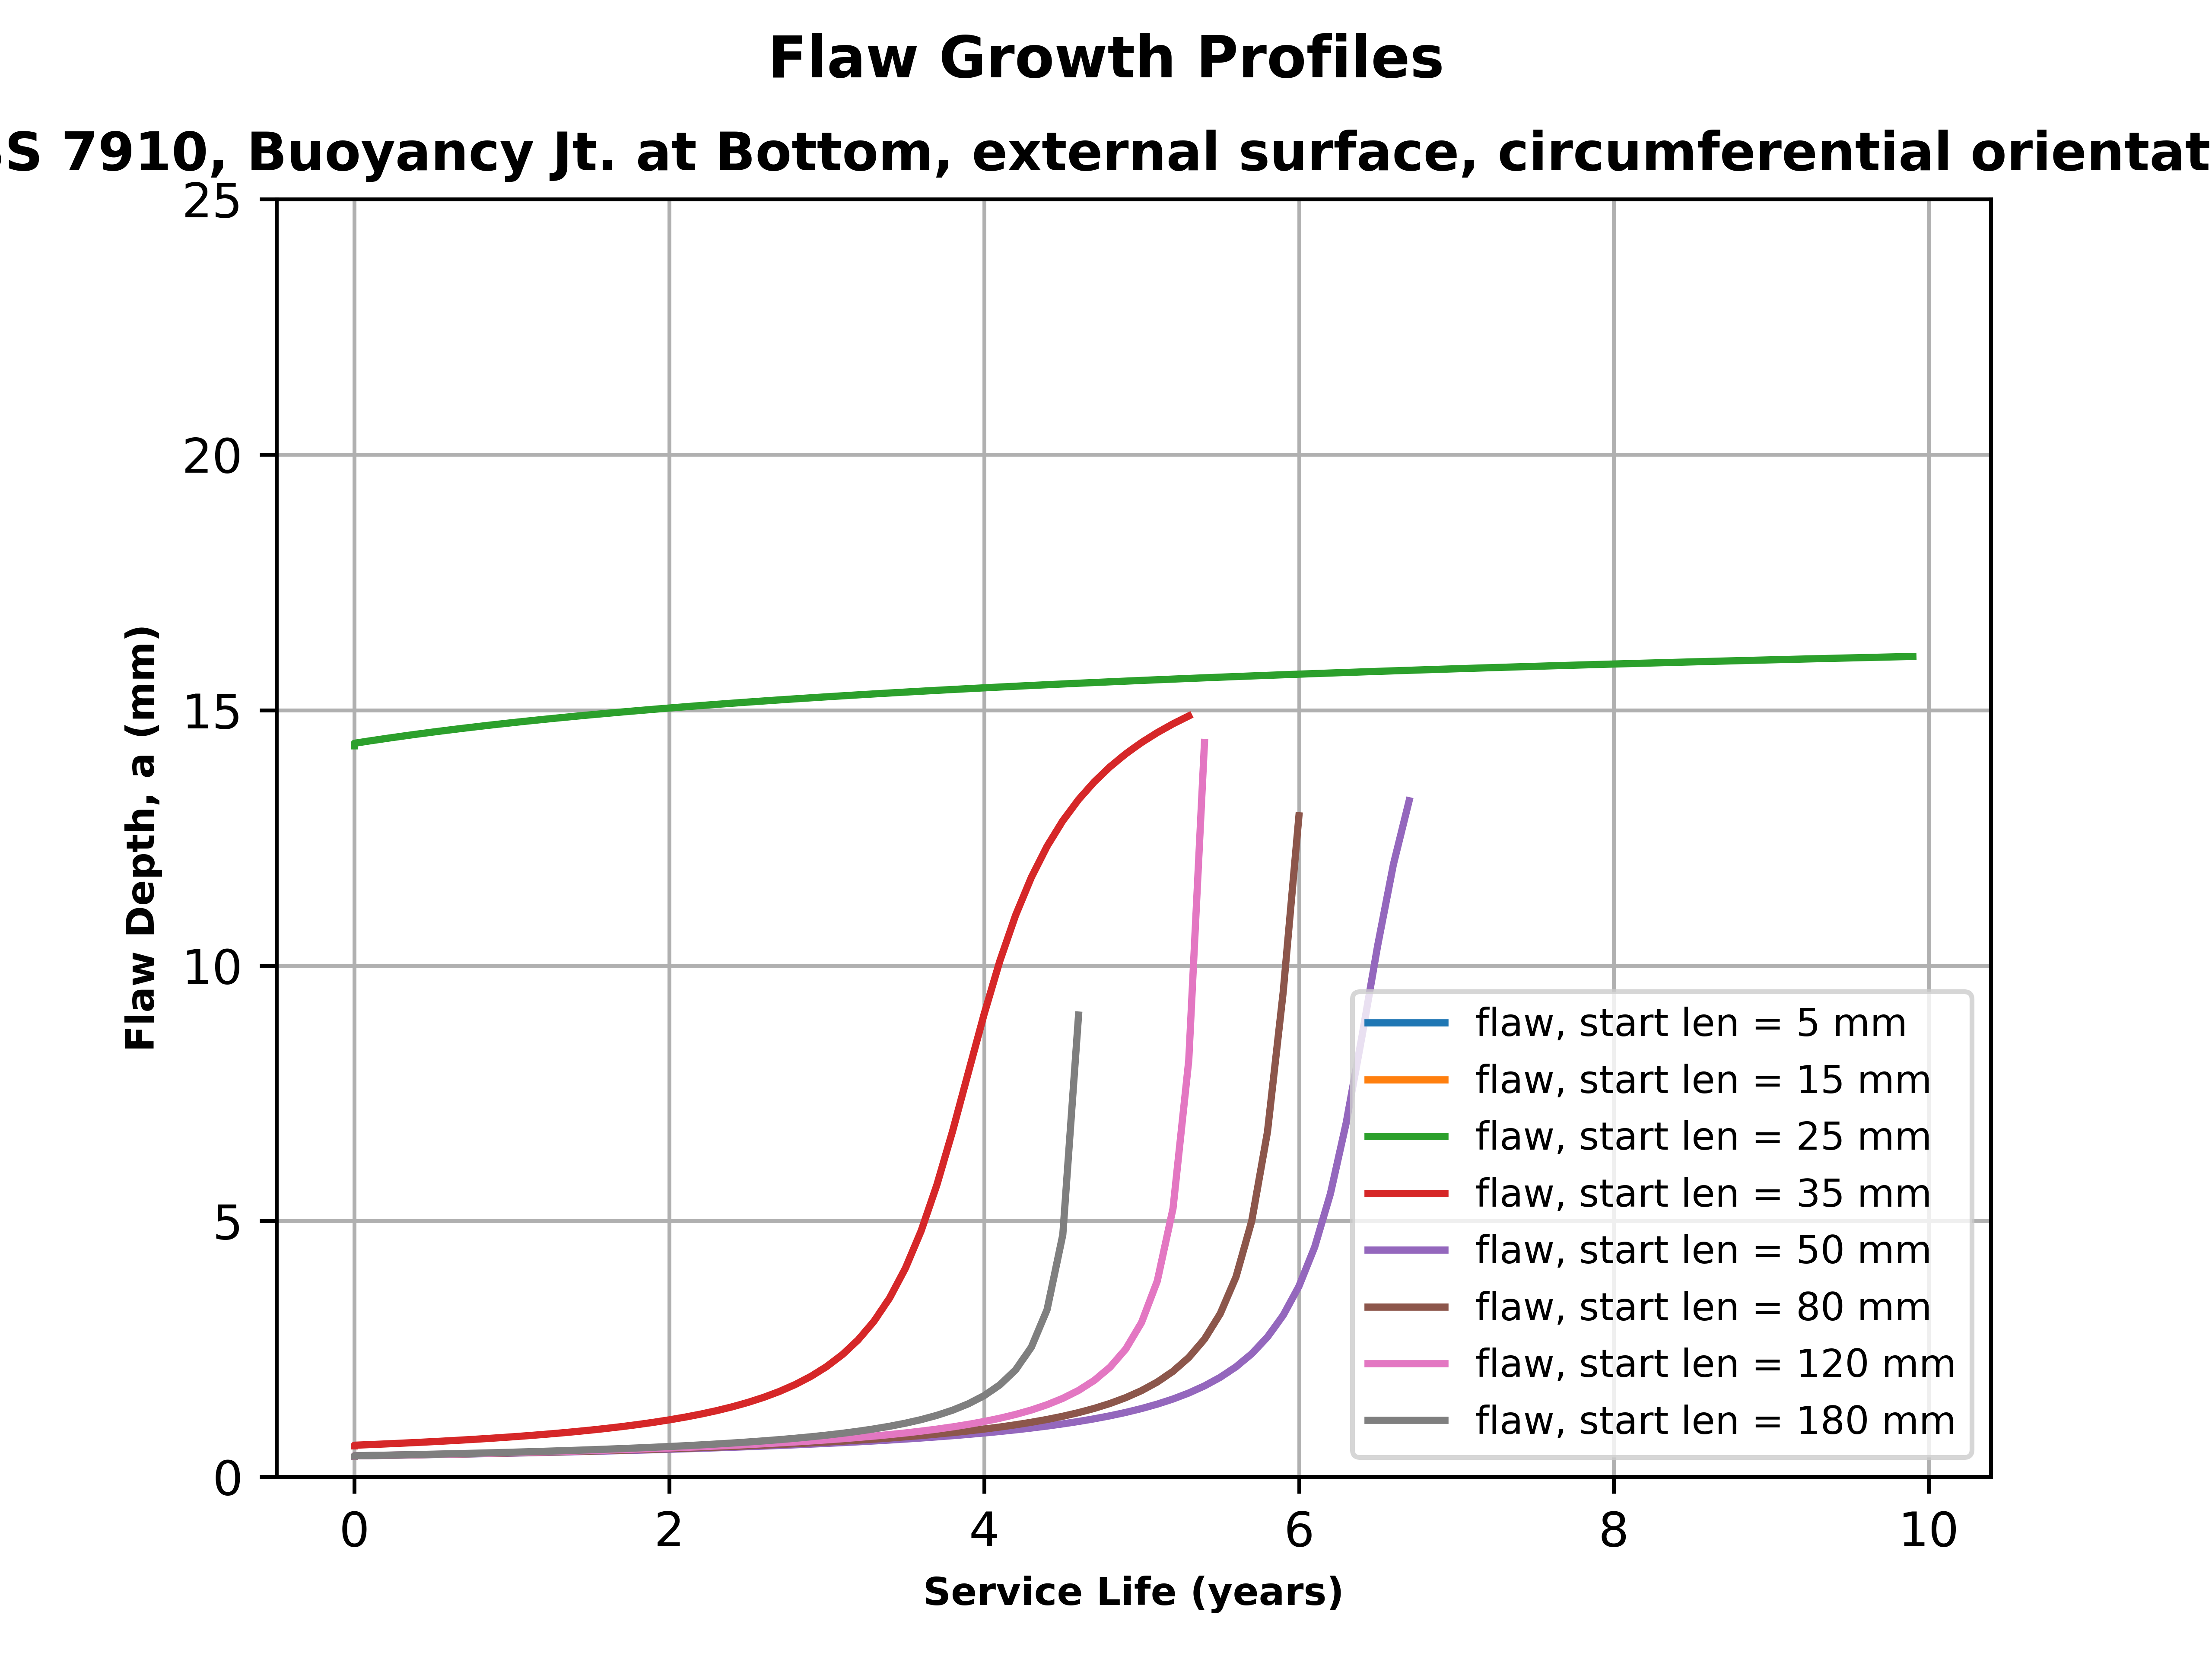 Flaw Growth Profiles
S 7910, Buoyancy Jt. at Bottom, external surface, circumferential orientat
25
20
15
10
5
0
Flaw Depth, a (mm)
flaw, start len = 5 mm
flaw, start len = 15 mm
flaw, start len = 25 mm
flaw, start len = 35 mm
flaw, start len = 50 mm
flaw, start len = 80 mm
flaw, start len = 120 mm
flaw, start len = 180 mm
0 2 4 6 8 10
Service Life (years)